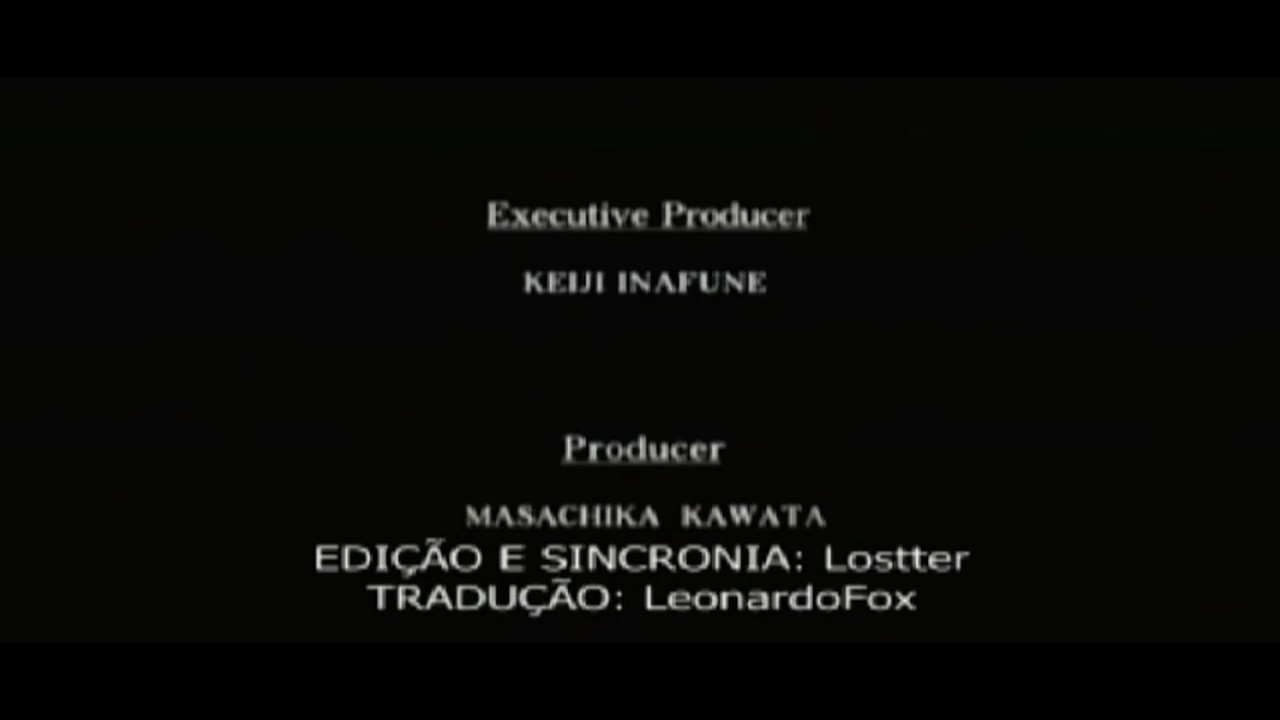 Executive Producer
KEIJI INAFUNE
Producer
MASACHIKA KAWATA
EDIÇÃO E SINCRONIA: Lostter
TRADUÇÃO: LeonardoFox